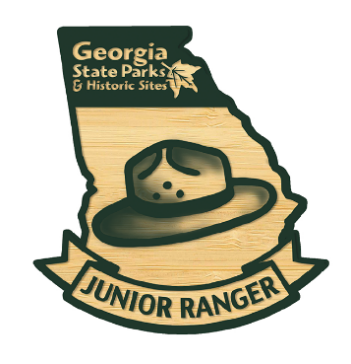 Georgia
State Parks
& Historic Sites
JUNIOR RANGER